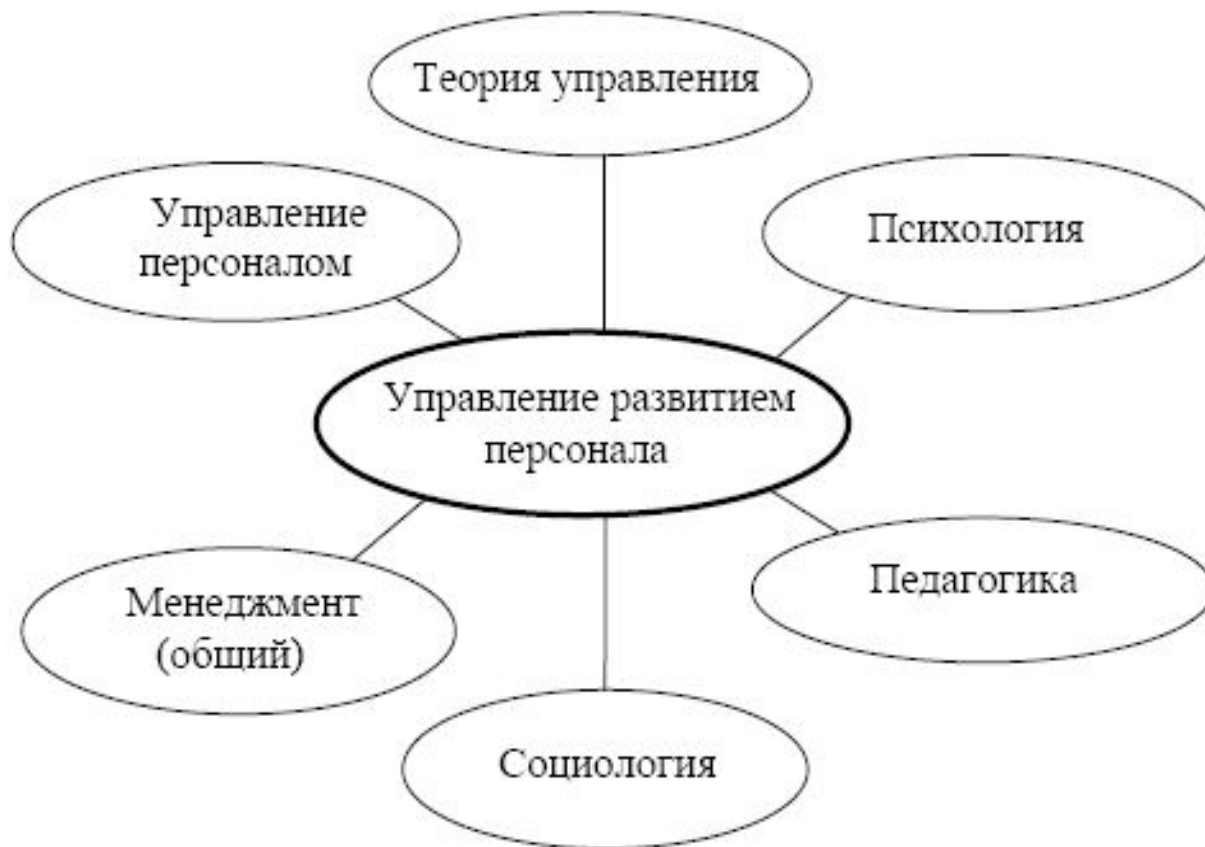 Теория управления
Управление
персоналом
Психология
Управление развитием
персонала
Менеджмент
(общий)
Педагогика
Социология